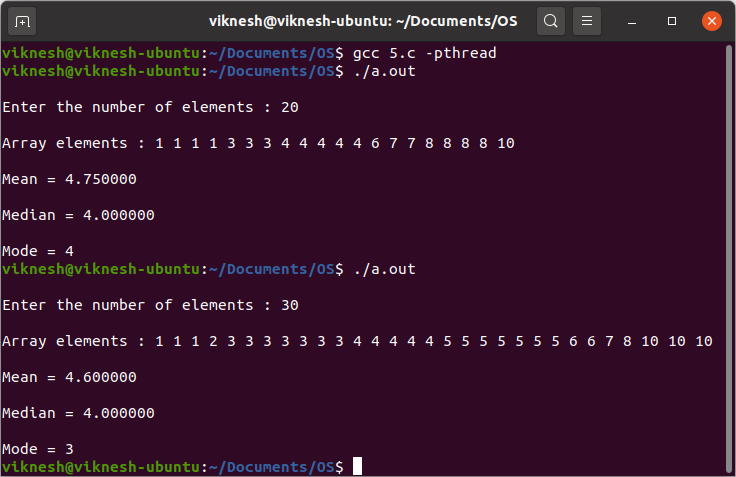 viknesh@viknesh-ubuntu: ~/Documents/OS
viknesh@viknesh-ubuntu:~/Documents/OS$ gcc 5.c -pthread
viknesh@viknesh-ubuntu:~/Documents/OS$ ./a.out
Enter the number of elements : 20
Array elements : 1 1 1 1 3 3 3 4 4 4 4 4 6 7 7 8 8 8 8 10
Mean = 4.750000
Median = 4.000000
Mode = 4
viknesh@viknesh-ubuntu:~/Documents/OS$ ./a.out
Enter the number of elements : 30
Array elements : 1 1 1 2 3 3 3 3 3 3 3 4 4 4 4 4 5 5 5 5 5 5 5 6 6 7 8 10 10 10
Mean = 4.600000
Median = 4.000000
Mode = 3
viknesh@viknesh-ubuntu:~/Documents/OS$